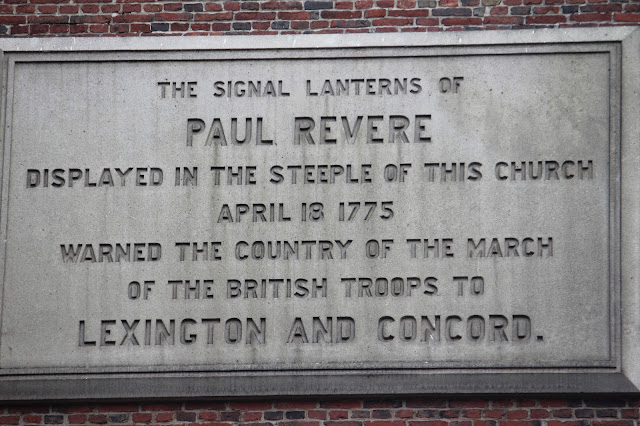 THE SIGNAL LANTERNS OF
PAUL REVERE
DISPLAYED IN THE STEEPLE OF THIS CHURCH
APRIL 18 1775
WARNED THE COUNTRY OF THE MARCH
OF THE BRITISH TROOPS TO
LEXINGTON AND CONCORD.